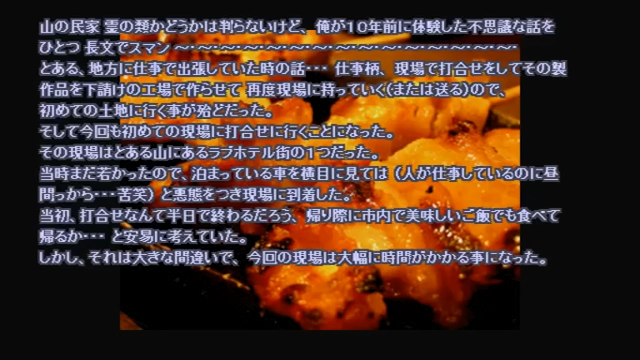 山の民家 霊の類かどうかは判らないけど、 俺が10年前に体験した不思議な話を
ひとつ 長文でスマン ～・～・～・～・～・～・～・～・～・～・～・～・～・～・～・
とある、地方に仕事で出張していた時の話・・・ 仕事柄、 現場で打合せをしてその製
作品を下請けの工場で作らせて 再度現場に持っていく(または送る)ので、
初めての土地に行く事が殆どだった。
そして今回も初めての現場に打合せに行くことになった。
その現場はとある山にあるラブホテル街の1つだった。
当時まだ若かったので、泊まっている車を横目に見ては (人が仕事しているのに昼
間っから・・・苦笑) と悪態をつき現場に到着した。
当初、打合せなんて半日で終わるだろう、 帰り際に市内で美味しいご飯でも食べて
帰るか・・・ と安易に考えていた。
しかし、それは大きな間違いで、 今回の現場は大幅に時間がかかる事になった。